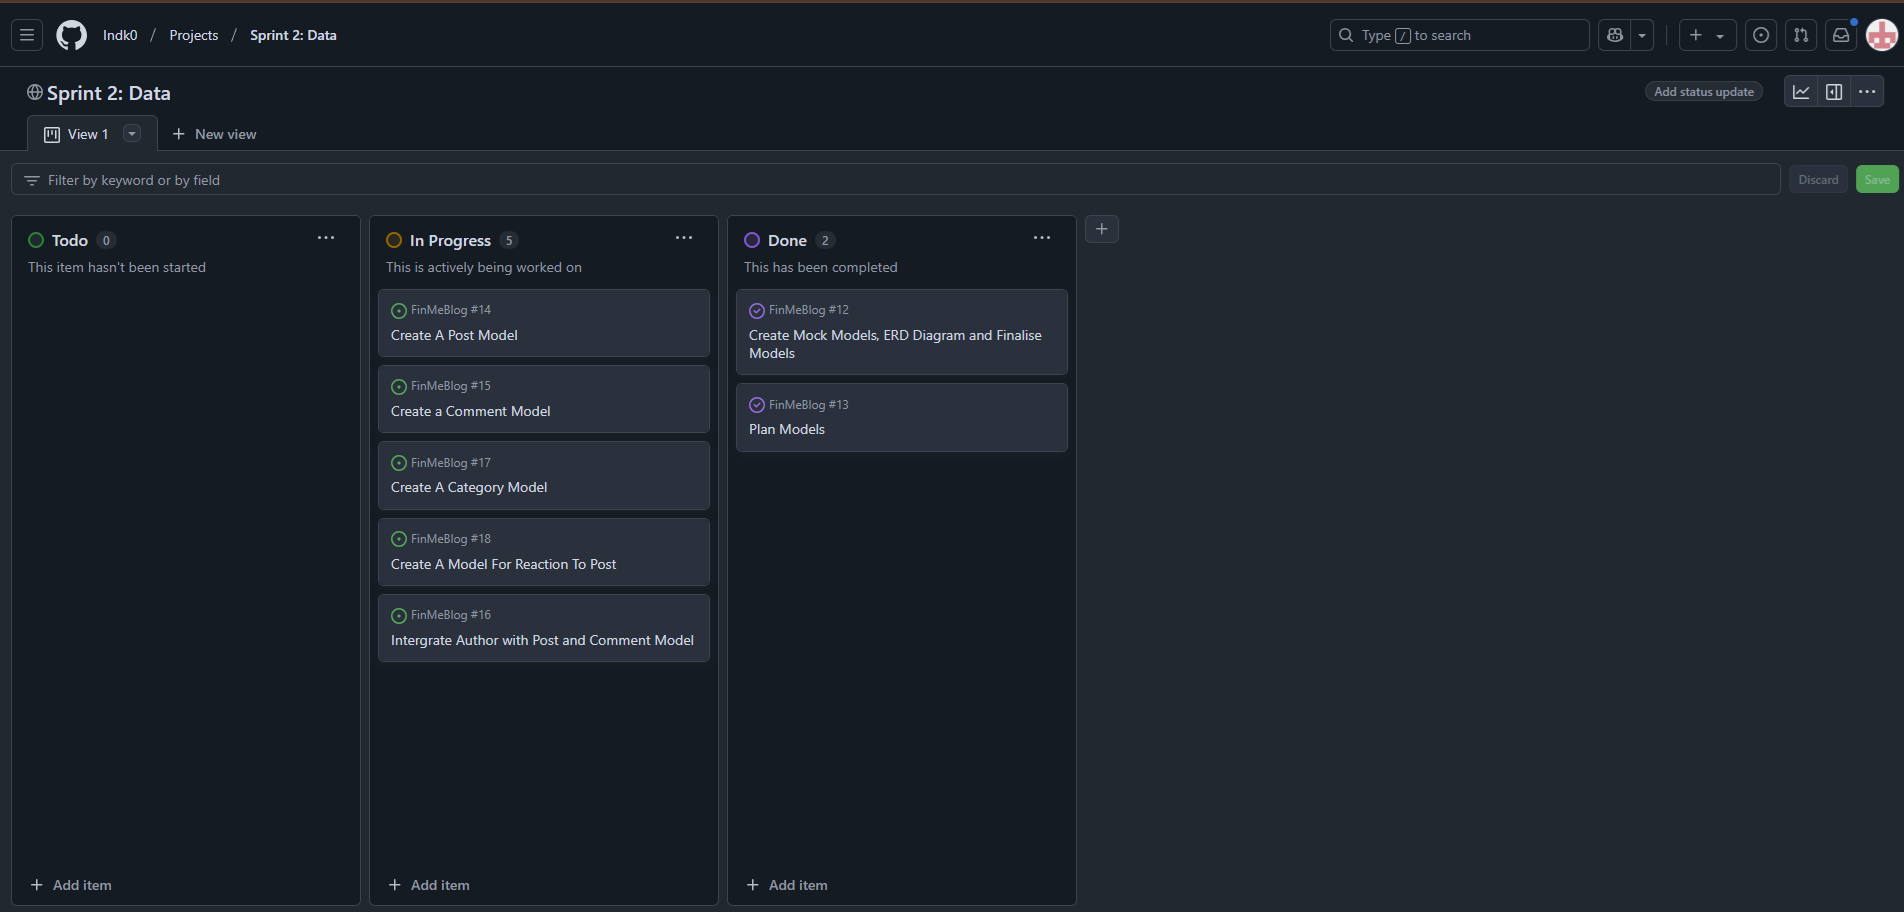 Indk0 / Projects / Sprint 2: Data
Type / to search
Sprint 2: Data
Add status update
View 1
New view
Filter by keyword or by field
Discard
Save
Todo 0
This item hasn't been started
Add item
In Progress 5
This is actively being worked on
FinMeBlog #14
Create A Post Model
FinMeBlog #15
Create a Comment Model
FinMeBlog #17
Create A Category Model
FinMeBlog #18
Create A Model For Reaction To Post
FinMeBlog #16
Intergrate Author with Post and Comment Model
Add item
Done 2
This has been completed
FinMeBlog #12
Create Mock Models, ERD Diagram and Finalise
Models
FinMeBlog #13
Plan Models
Add item